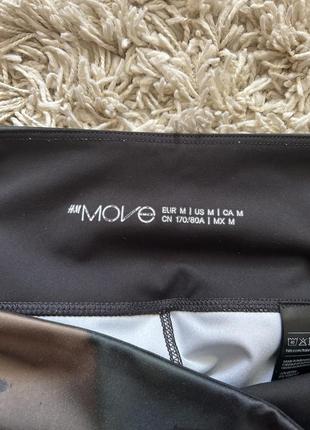 H&M MOVE
EUR M | US M | CA M
CN 170/80A | MX M